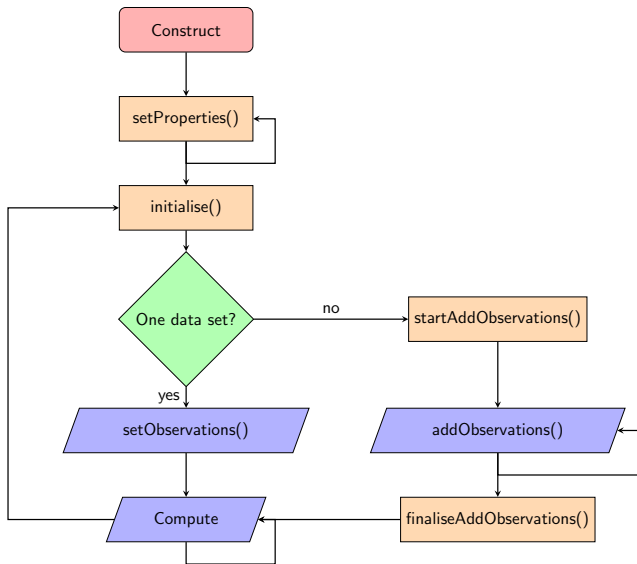 Construct
setProperties()
initialise()
One data set?
no
startAddObservations()
yes
setObservations()
addObservations()
Compute
finaliseAddObservations()